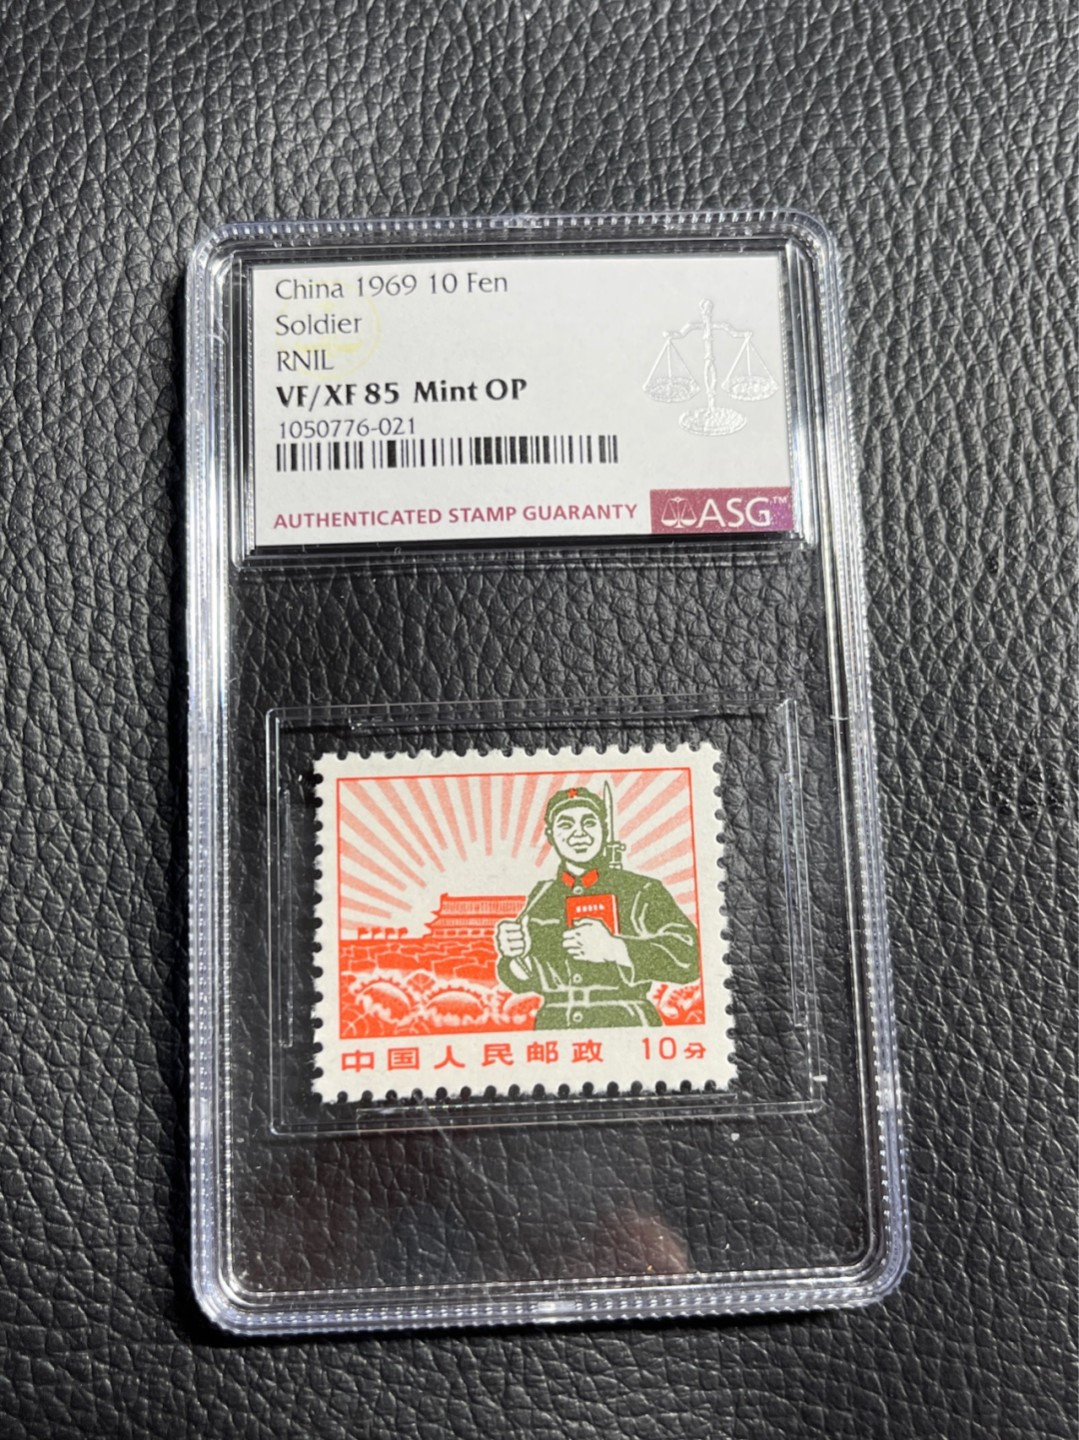 China 1969 10 Fen
Soldier
RNIL
VF/XF 85 Mint OP
1050776-021
AUTHENTICATED STAMP GUARANTY
ASG™
中国人民邮政 10分